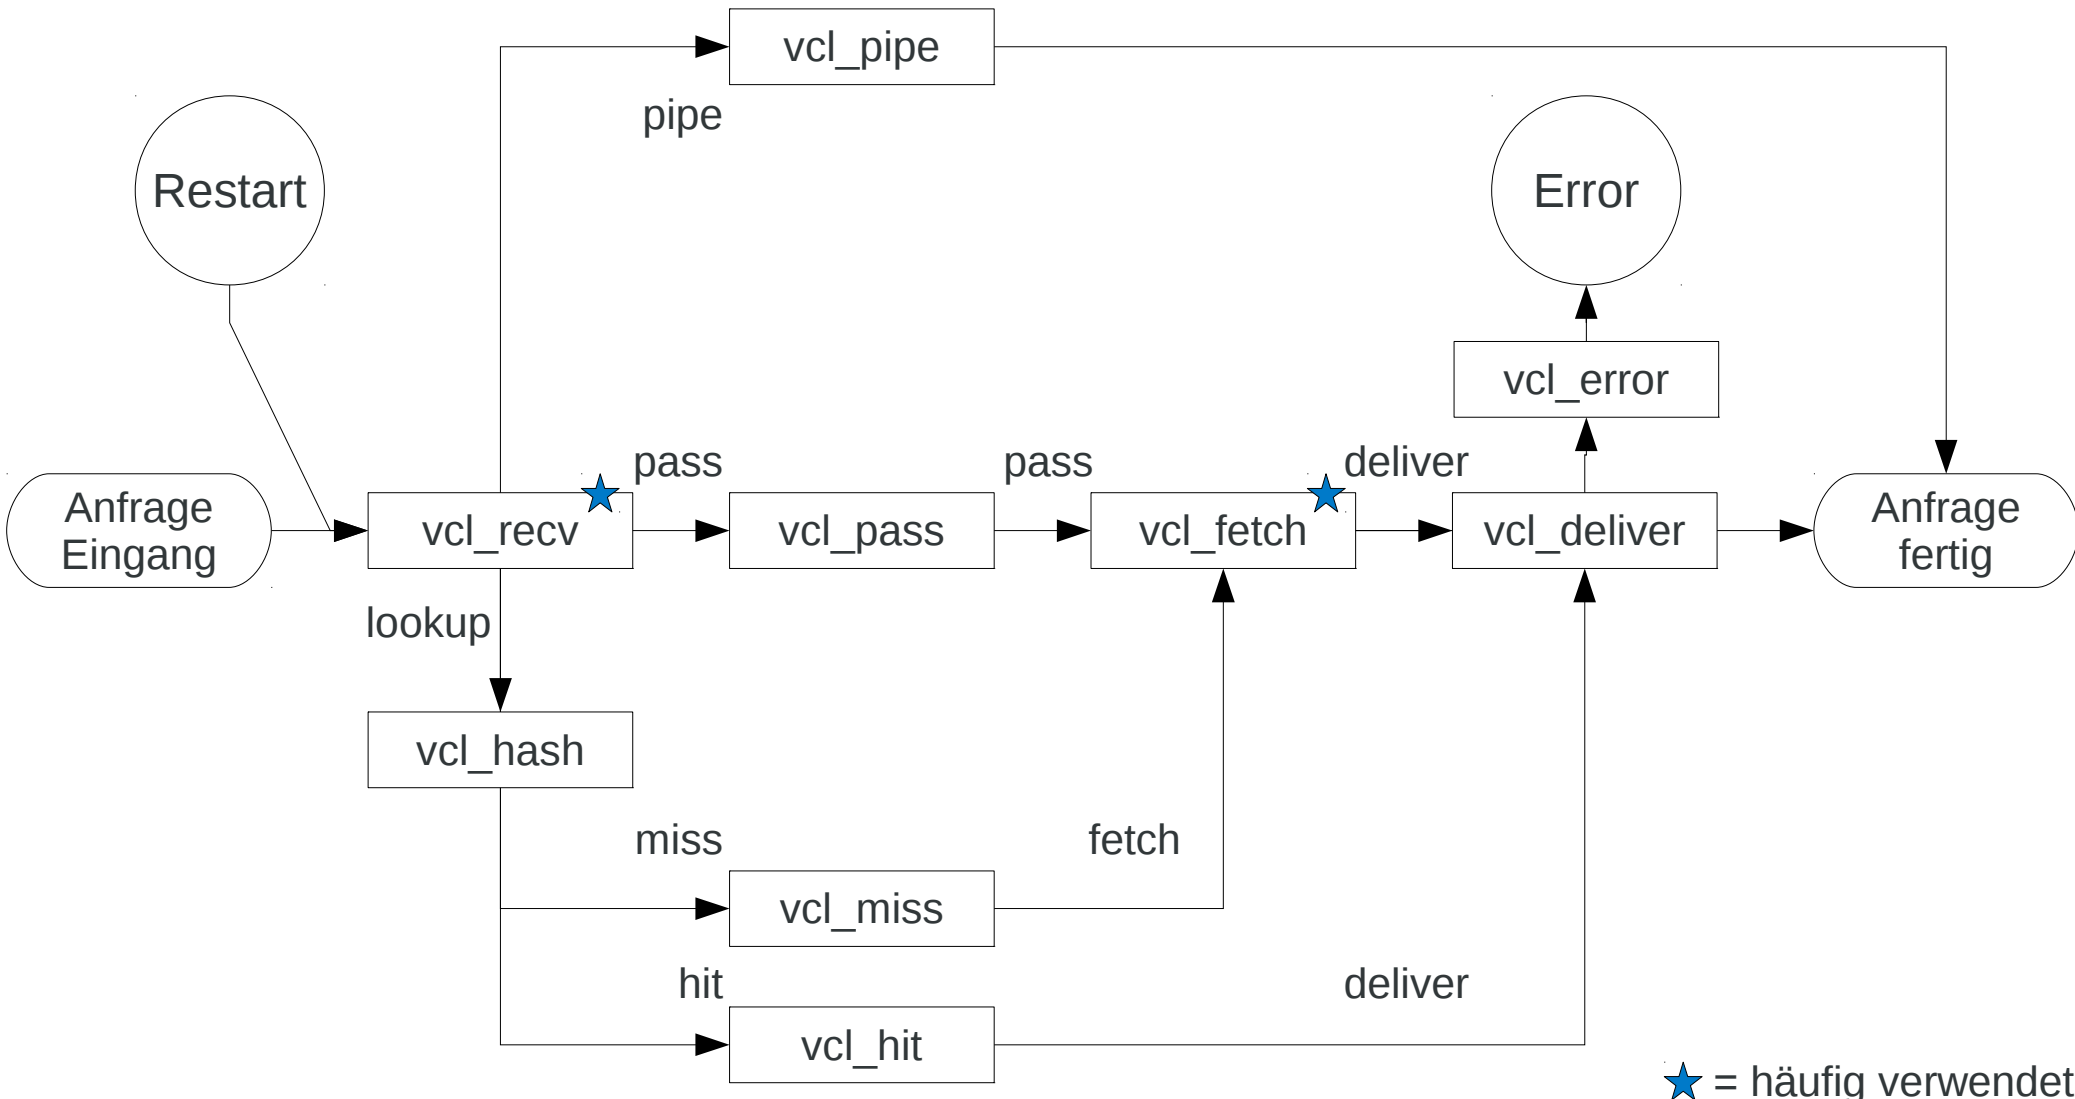 vcl_pipe
pipe
Restart
Error
vcl_error
pass
pass
deliver
Anfrage
Eingang
vcl_recv
vcl_pass
vcl_fetch
vcl_deliver
Anfrage
fertig
lookup
vcl_hash
miss
fetch
vcl_miss
hit
deliver
vcl_hit
= häufig verwendet